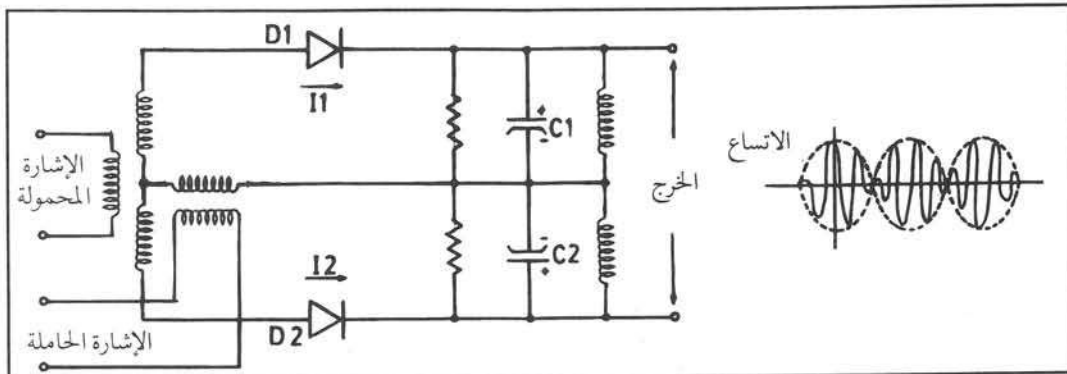 D1
I1
C1
+
-
الإشارة
المحمولة
الخرج
الاتساع
-
C2
+
I2
D2
الإشارة الحاملة